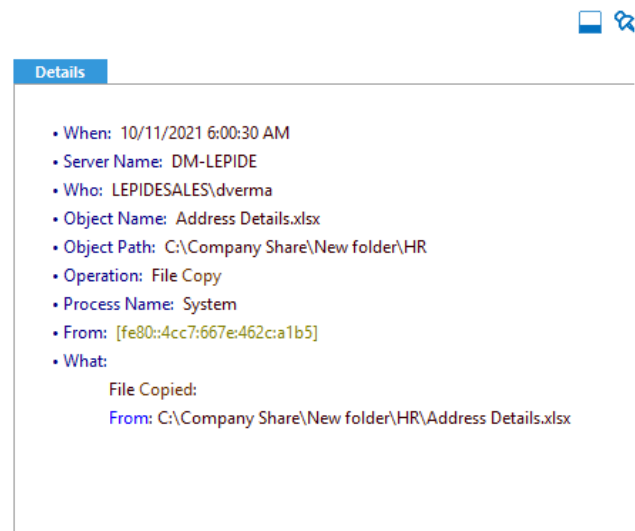 Details
• When: 10/11/2021 6:00:30 AM
• Server Name: DM-LEPIDE
• Who: LEPIDESALES\dverma
• Object Name: Address Details.xlsx
• Object Path: C:\Company Share\New folder\HR
• Operation: File Copy
• Process Name: System
• From: [fe80::4cc7:667e:462c:a1b5]
• What:
File Copied:
From: C:\Company Share\New folder\HR\Address Details.xlsx